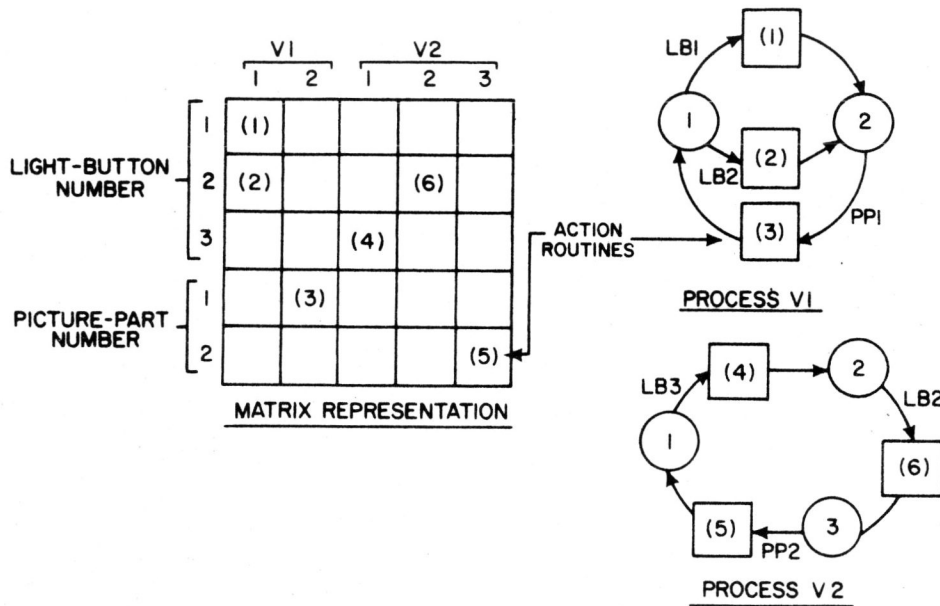 V1 V2
1 2 1 2 3
LIGHT-BUTTON
NUMBER
1 (1)
2 (2) (6)
3 (4)
PICTURE-PART
NUMBER
1 (3)
2 (5)
MATRIX REPRESENTATION
ACTION
ROUTINES
LB1
(1)
1
2
(2)
LB2
(3)
PP1
PROCESS V1
LB3
(4)
2
LB2
1
(6)
(5)
PP2
3
PROCESS V2